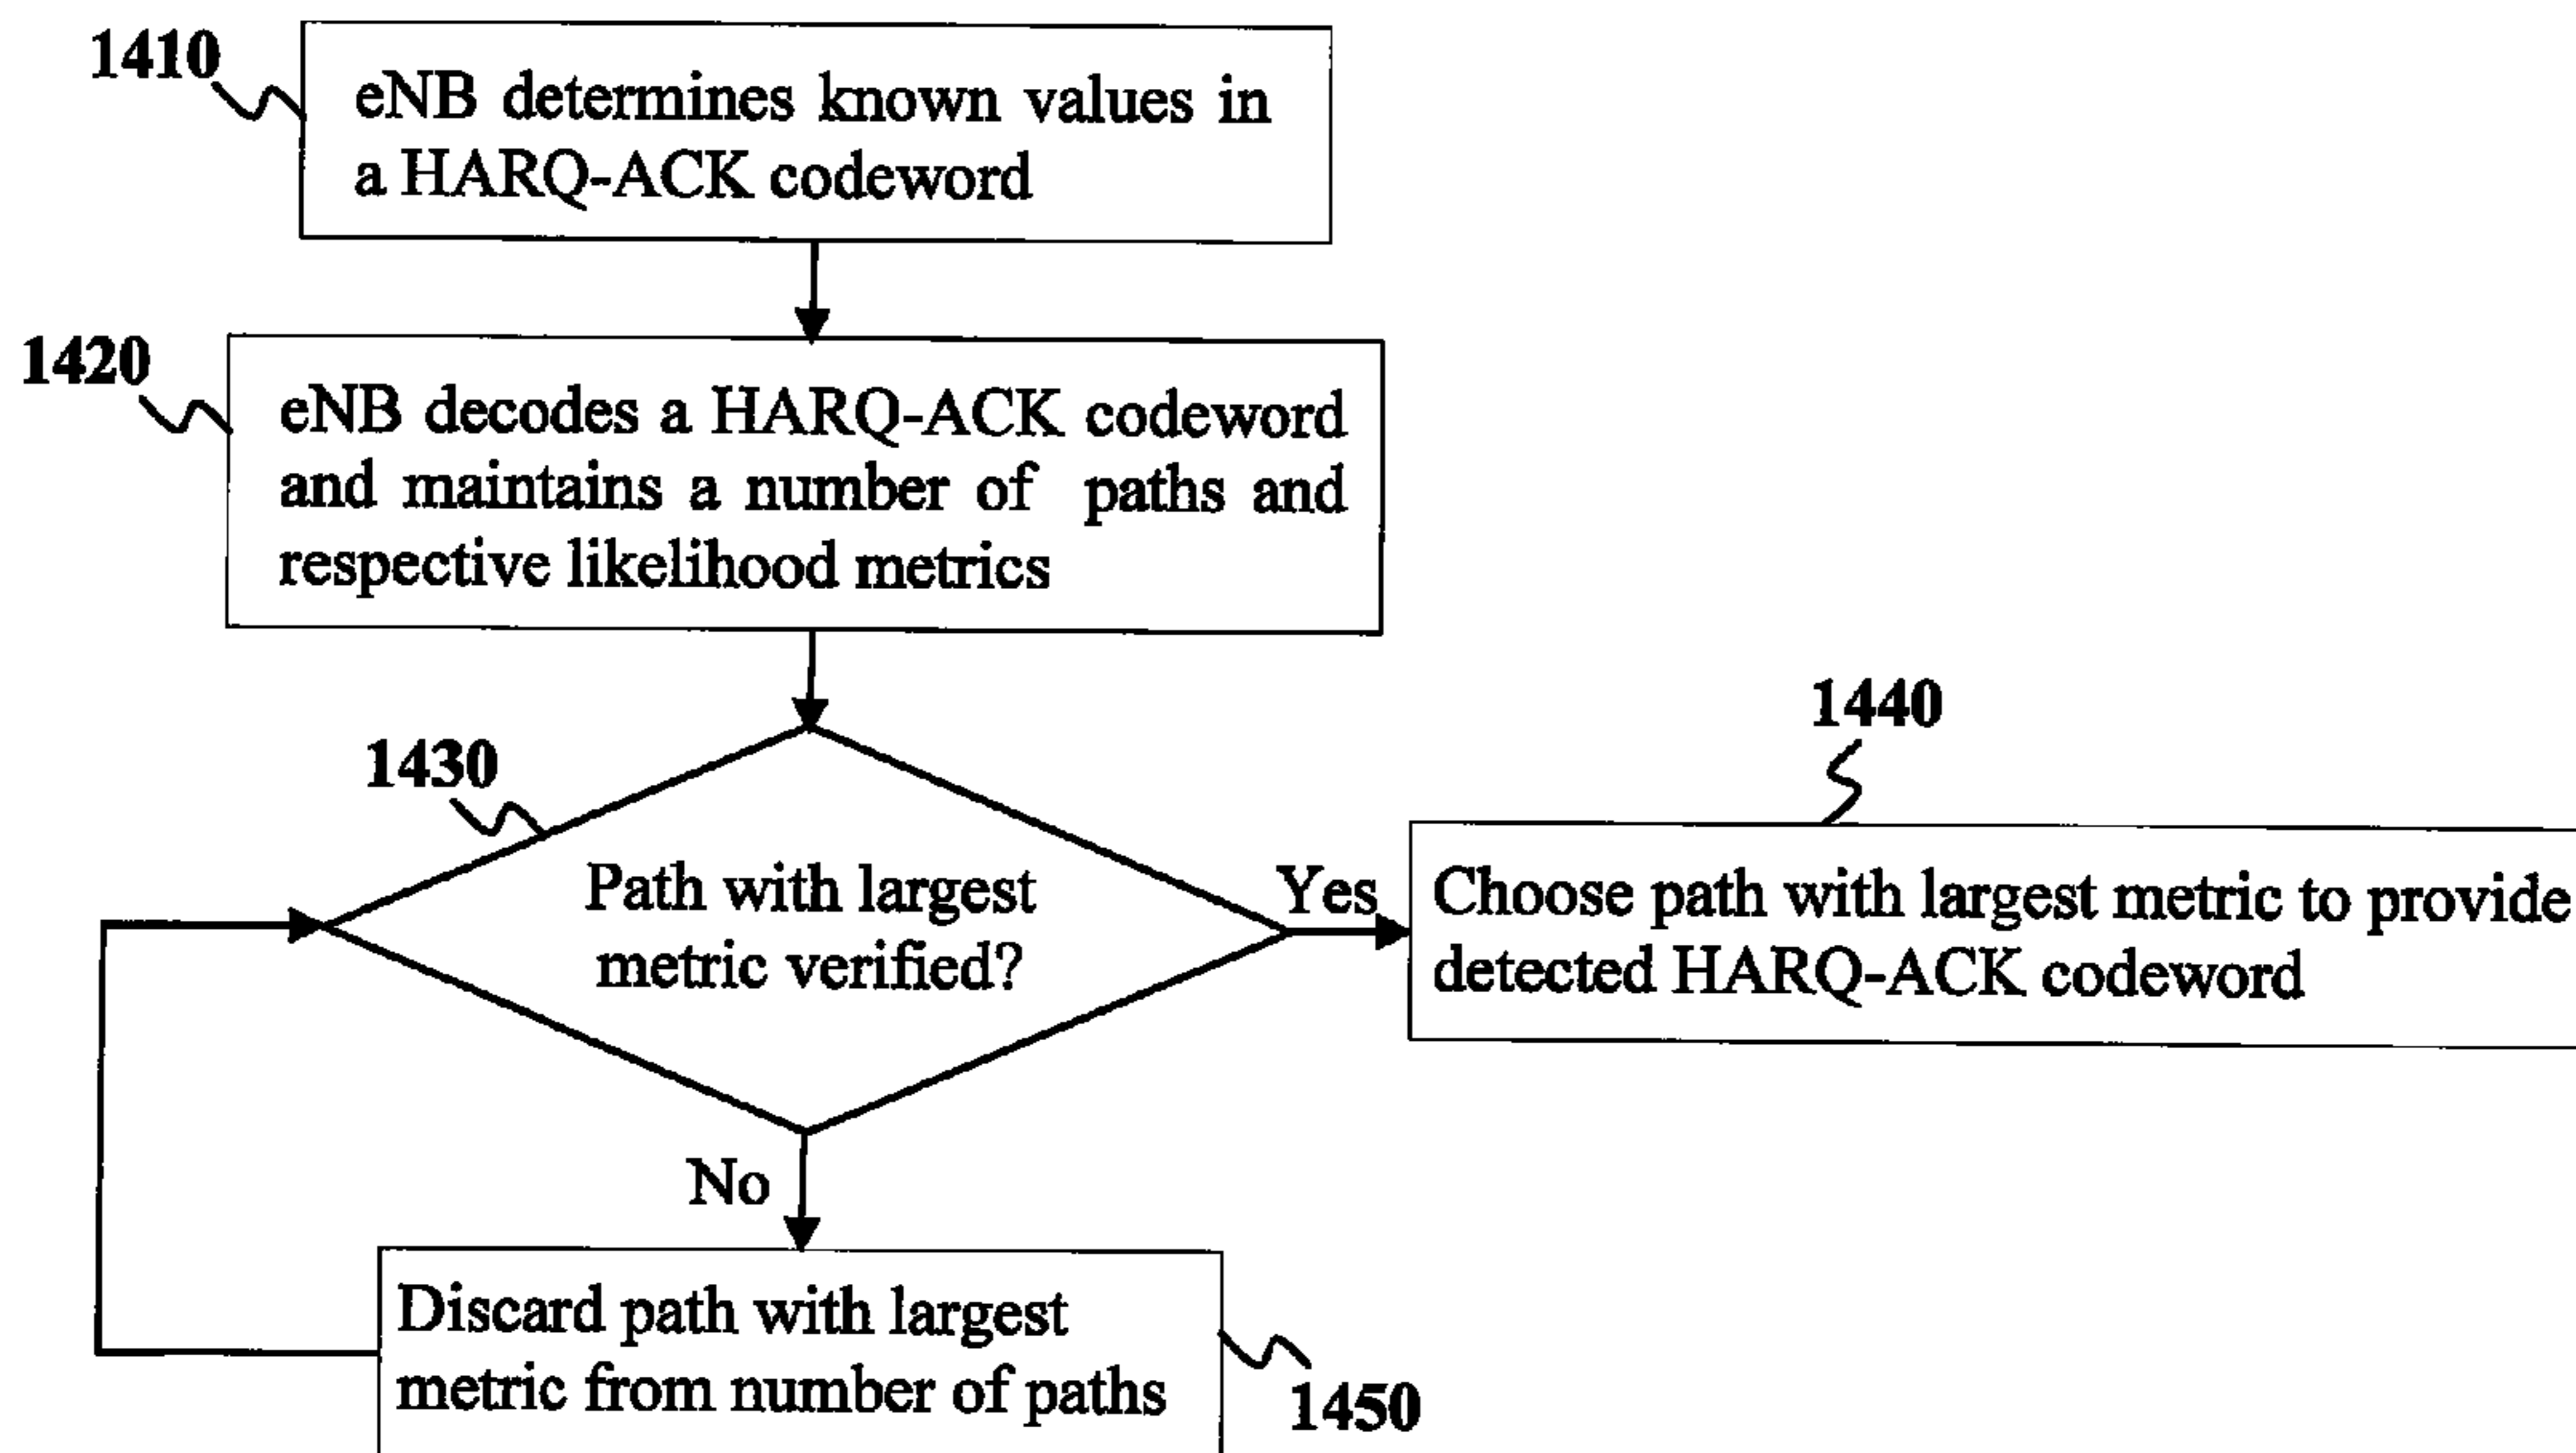 1410
eNB determines known values in
a HARQ-ACK codeword
1420
eNB decodes a HARQ-ACK codeword
and maintains a number of paths and
respective likelihood metrics
1430
Path with largest
metric verified?
Yes
1440
Choose path with largest metric to provide
detected HARQ-ACK codeword
No
Discard path with largest
metric from number of paths
1450